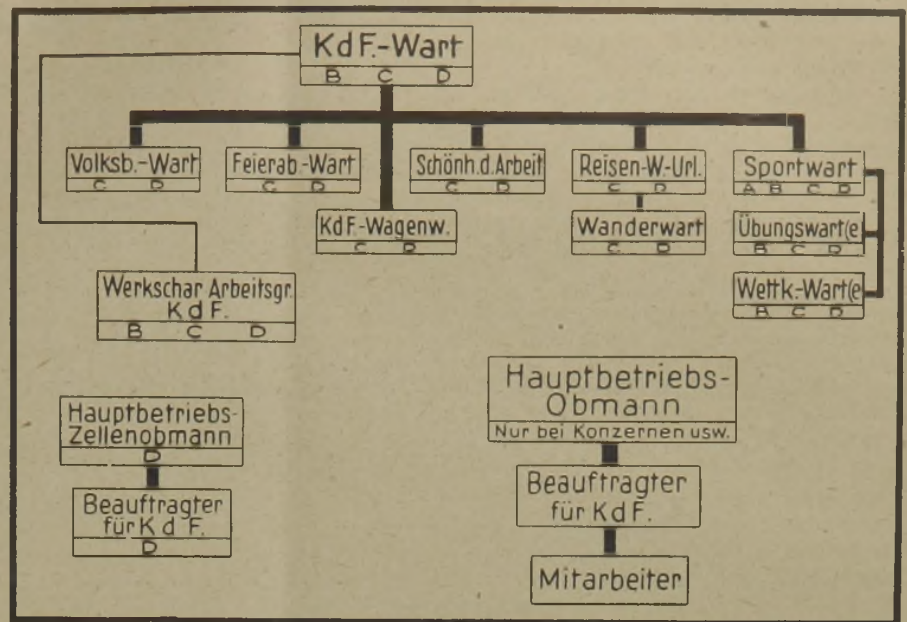 KdF.-Wart
B C D
Volksb.-Wart
C D
Feierab.-Wart
C D
Schönh.d.Arbeit
C D
Reisen-W.-Url.
C D
Sportwart
A B C D
KdF.-Wagenw.
C D
Wanderwart
C D
Übungswart(e
B C D
Wettk.-Wart(e
B C D
Werkschar Arbeitsgr.
KdF.
B C D
Hauptbetriebs-
Zellenobmann
D
Beauftragter
für KdF.
D
Hauptbetriebs-
Obmann
Nur bei Konzernen usw.
Beauftragter
für KdF.
Mitarbeiter